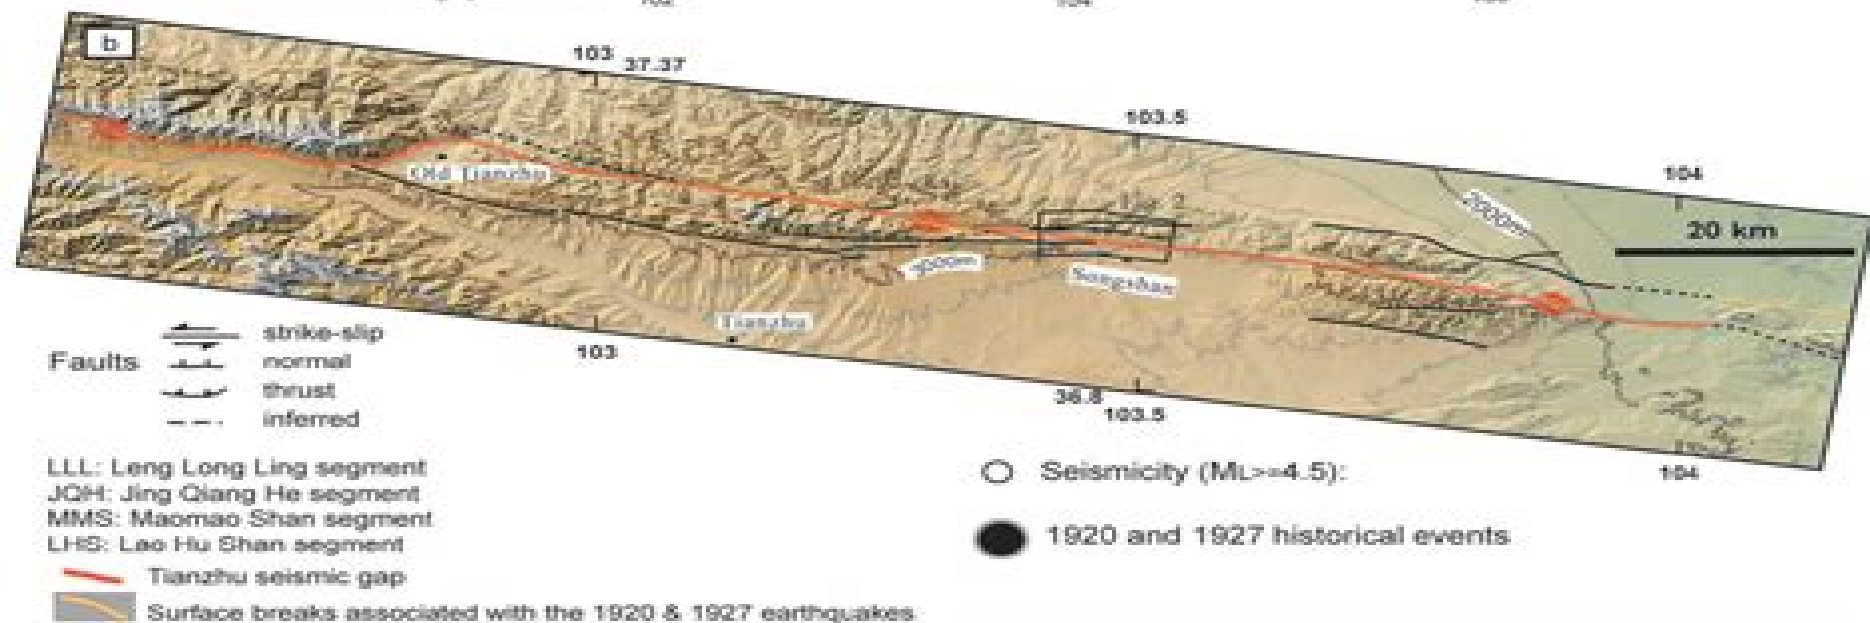 b
103 37.37
103.5
104
Old Tianzhu
2000m
20 km
3000m
Songshan
Tianzhu
103
36.8
103.5
104
Faults
strike-slip
normal
thrust
inferred
LLL: Leng Long Ling segment
JQH: Jing Qiang He segment
MMS: Maomao Shan segment
LHS: Lao Hu Shan segment
Tianzhu seismic gap
Surface breaks associated with the 1920 & 1927 earthquakes
Seismicity (ML>=4.5):
1920 and 1927 historical events